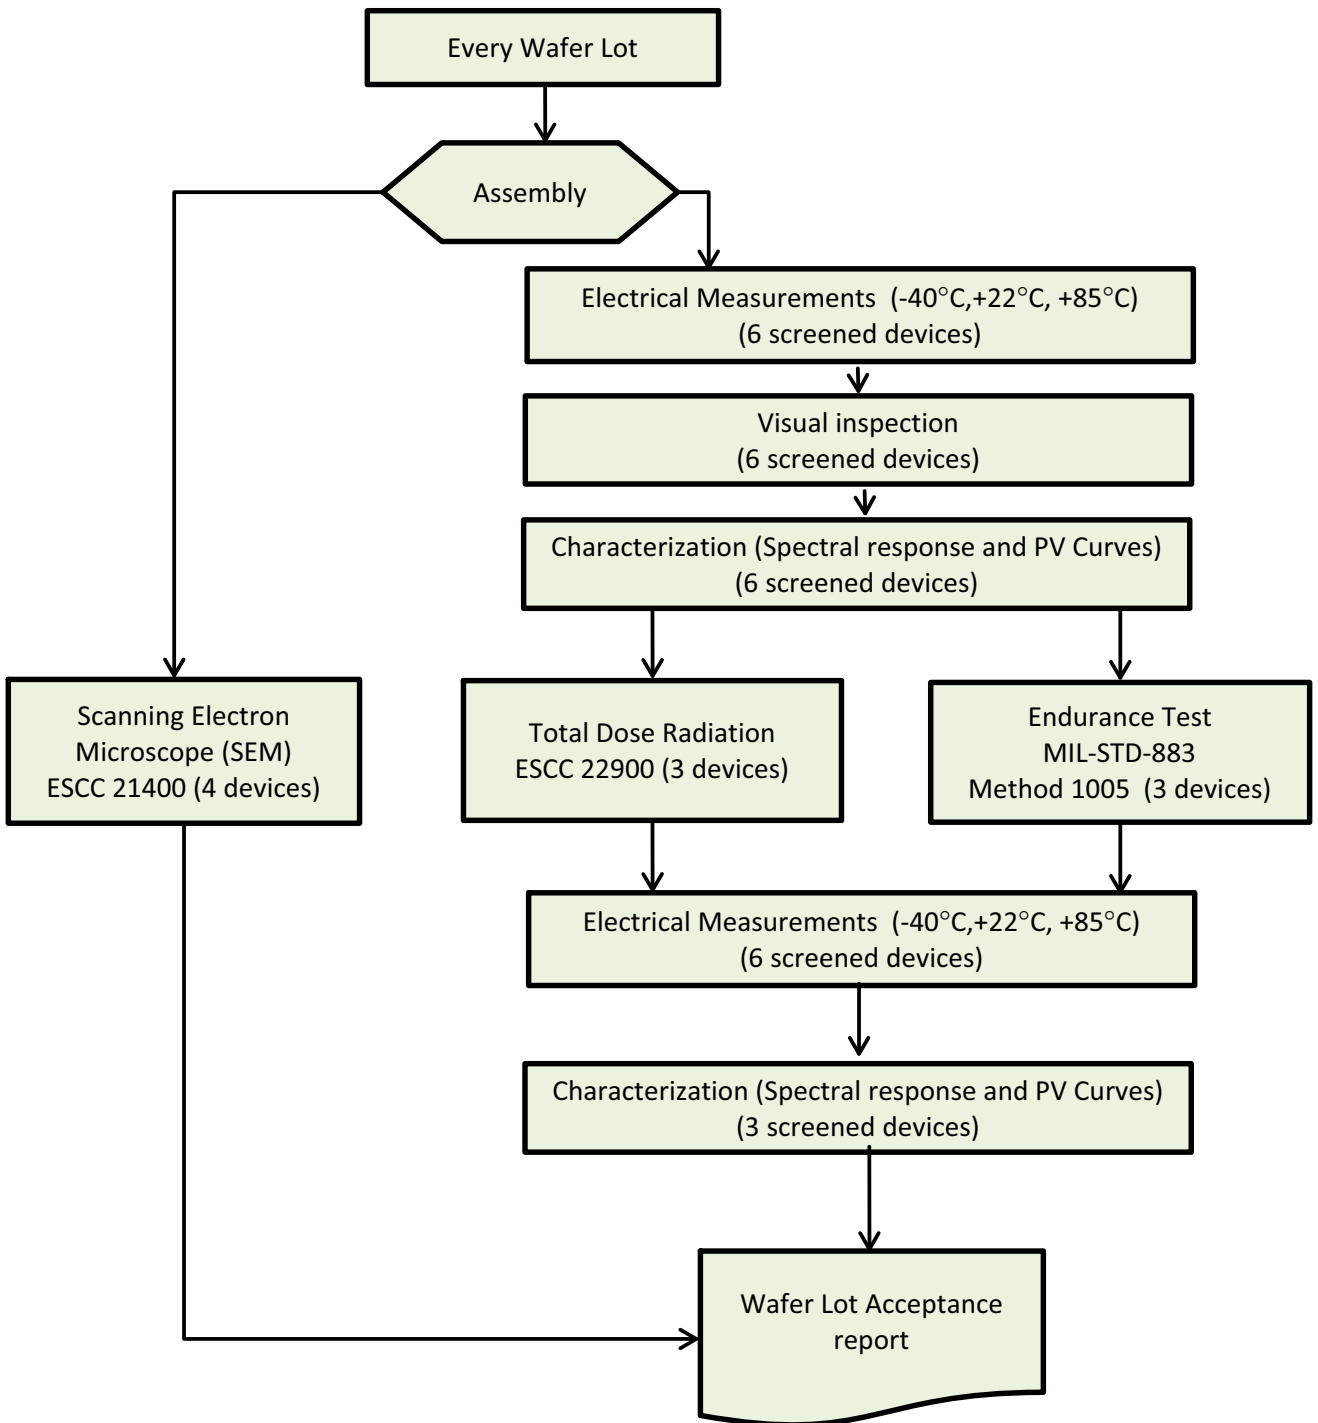 Every Wafer Lot
Assembly
Electrical Measurements  (-40°C,+22°C, +85°C)
(6 screened devices)
Visual inspection
(6 screened devices)
Characterization (Spectral response and PV Curves)
(6 screened devices)
Scanning Electron
Microscope (SEM)
ESCC 21400 (4 devices)
Total Dose Radiation
ESCC 22900 (3 devices)
Endurance Test
MIL-STD-883
Method 1005  (3 devices)
Electrical Measurements  (-40°C,+22°C, +85°C)
(6 screened devices)
Characterization (Spectral response and PV Curves)
(3 screened devices)
Wafer Lot Acceptance
report